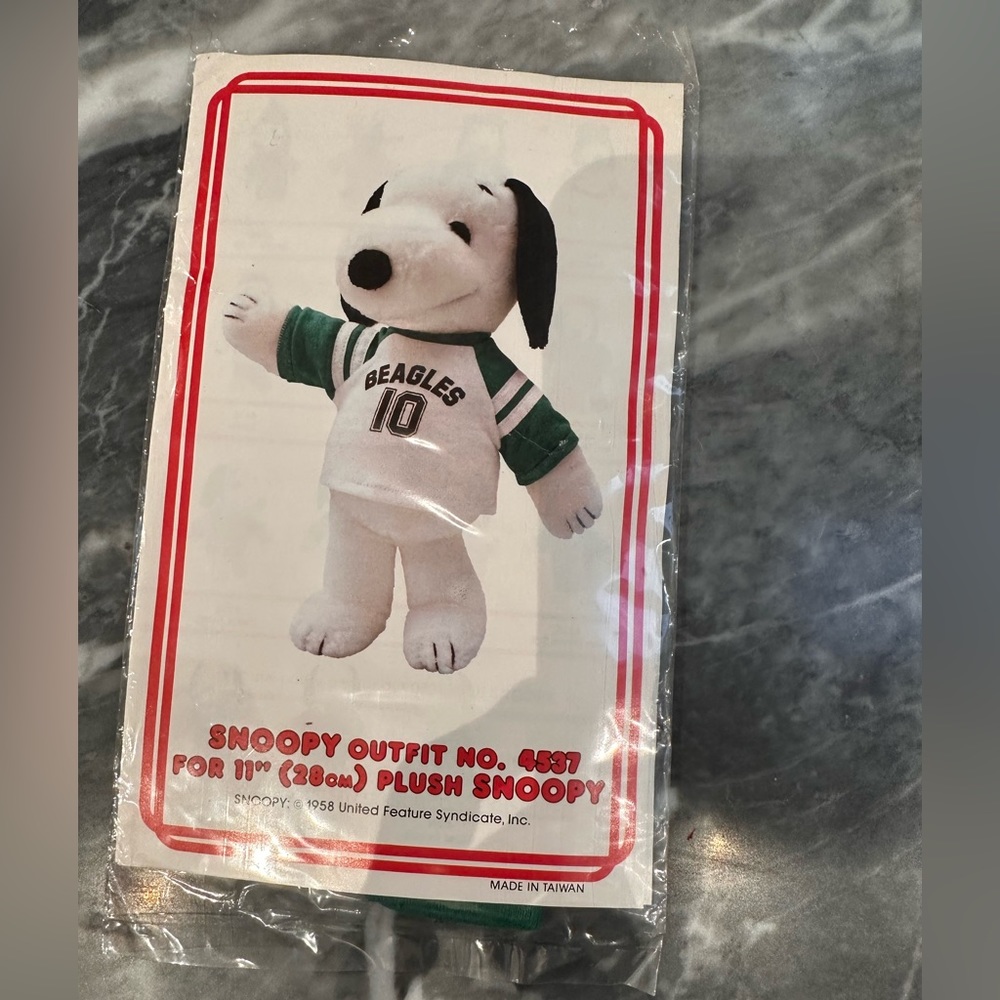 BEAGLES
10
SNOOPY OUTFIT NO. 4537
FOR 11" (28CM) PLUSH SNOOPY
SNOOPY: © 1958 United Feature Syndicate, Inc.
MADE IN TAIWAN